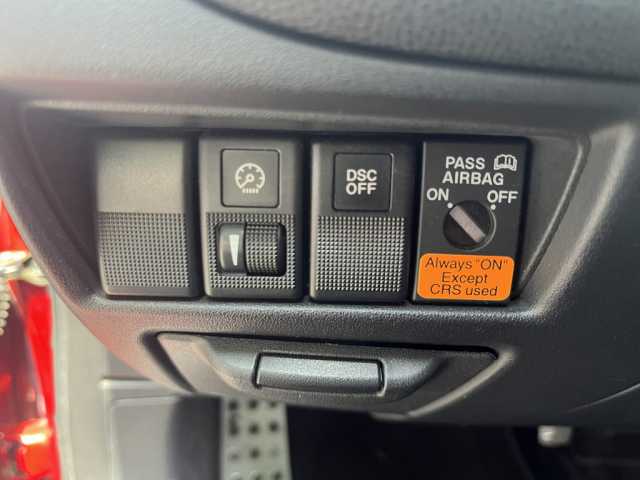 DSC
OFF
PASS
AIRBAG
ON OFF
Always "ON"
Except
CRS used